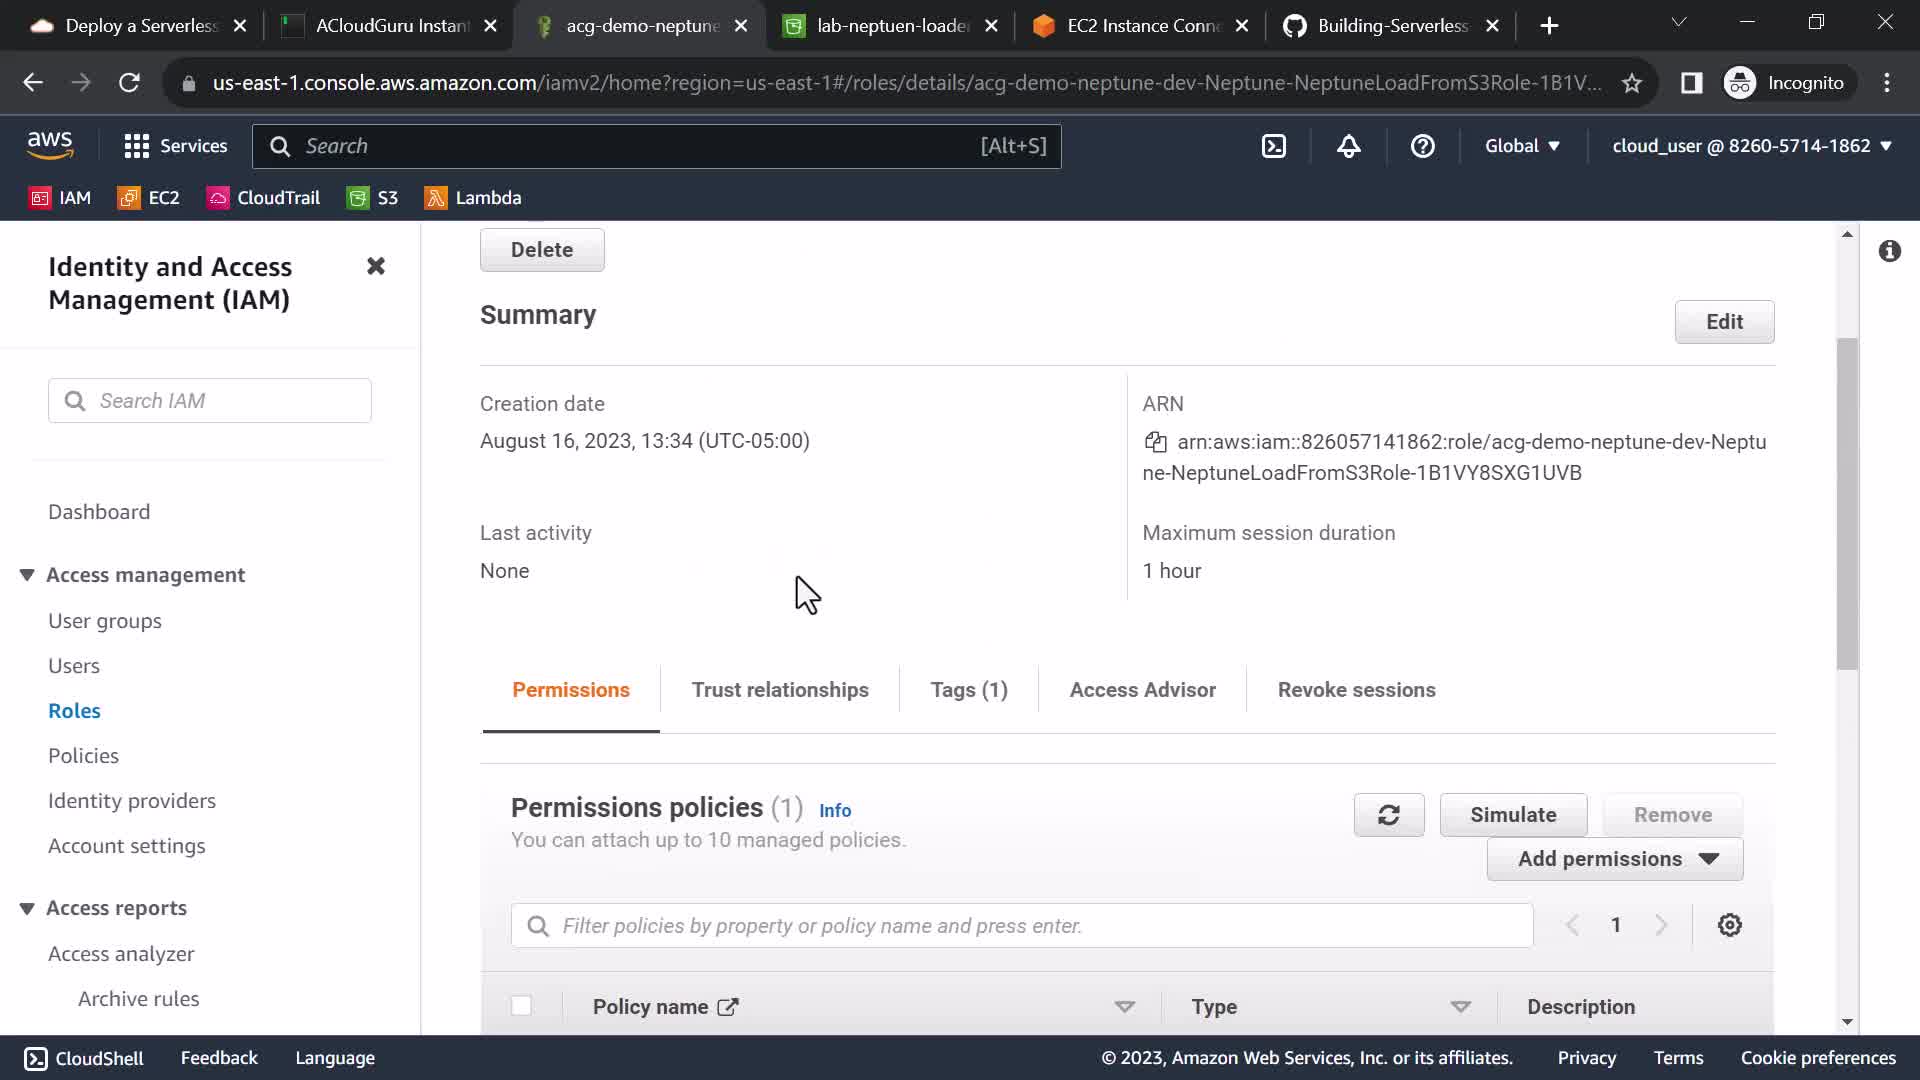 Deploy a Serverless
ACloudGuru Instan
acg-demo-neptune
lab-neptuen-loade
EC2 Instance Conne
Building-Serverless
us-east-1.console.aws.amazon.com/iamv2/home?region=us-east-1#/roles/details/acg-demo-neptune-dev-Neptune-NeptuneLoadFromS3Role-1B1V...
Incognito
aws
Services
Search
[Alt+S]
Global
cloud_user @ 8260-5714-1862
IAM
EC2
CloudTrail
S3
Lambda
Identity and Access
Management (IAM)
Search IAM
Dashboard
Access management
User groups
Users
Roles
Policies
Identity providers
Account settings
Access reports
Access analyzer
Archive rules
Delete
Summary
Edit
Creation date
August 16, 2023, 13:34 (UTC-05:00)
ARN
arn:aws:iam::826057141862:role/acg-demo-neptune-dev-Neptu
ne-NeptuneLoadFromS3Role-1B1VY8SXG1UVB
Last activity
None
Maximum session duration
1 hour
Permissions
Trust relationships
Tags (1)
Access Advisor
Revoke sessions
Permissions policies (1) Info
You can attach up to 10 managed policies.
Simulate
Remove
Add permissions
Filter policies by property or policy name and press enter.
1
Policy name
Type
Description
CloudShell
Feedback
Language
© 2023, Amazon Web Services, Inc. or its affiliates.
Privacy
Terms
Cookie preferences